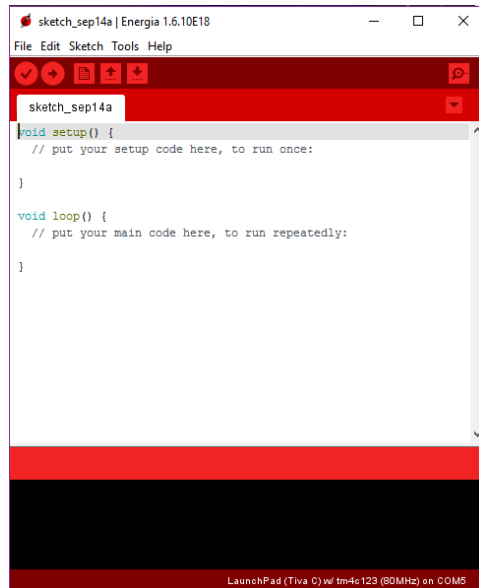 sketch_sep14a | Energia 1.6.10E18
File Edit Sketch Tools Help
sketch_sep14a
void setup() {
  // put your setup code here, to run once:
}
void loop() {
  // put your main code here, to run repeatedly:
}
LaunchPad (Tiva C) w/ tm4c123 (80MHz) on COM5